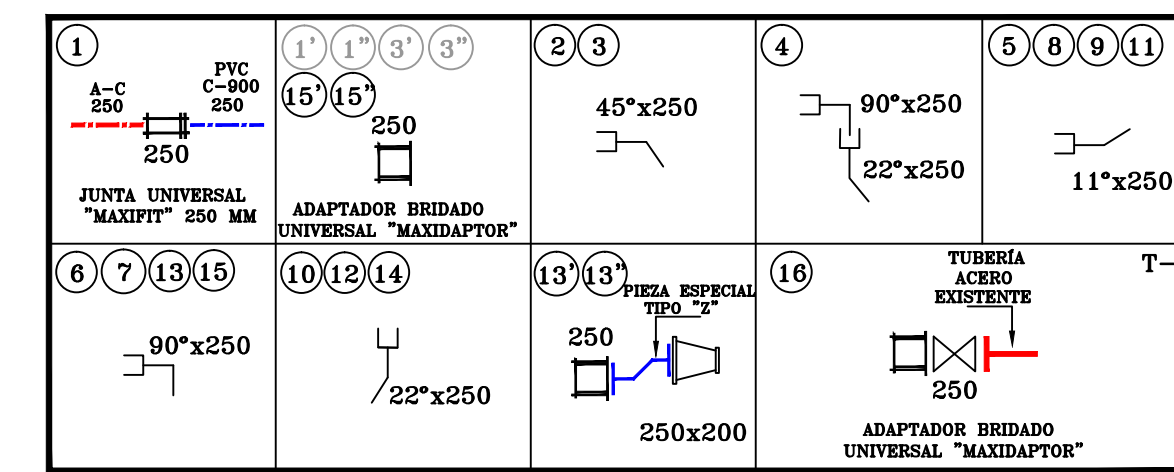 1
A-C
250
PVC
C-900
250
250
JUNTA UNIVERSAL
"MAXIFIT" 250 MM
1' 1" 3' 3"
15' 15"
250
ADAPTADOR BRIDADO
UNIVERSAL "MAXIDAPTOR"
2 3
45°x250
4
90°x250
22°x250
5 8 9 11
11°x250
6 7 13 15
90°x250
10 12 14
22°x250
13' 13"
PIEZA ESPECIAL
TIPO "Z"
250
250x200
16
TUBERÍA
ACERO
EXISTENTE
250
ADAPTADOR BRIDADO
UNIVERSAL "MAXIDAPTOR"
T-